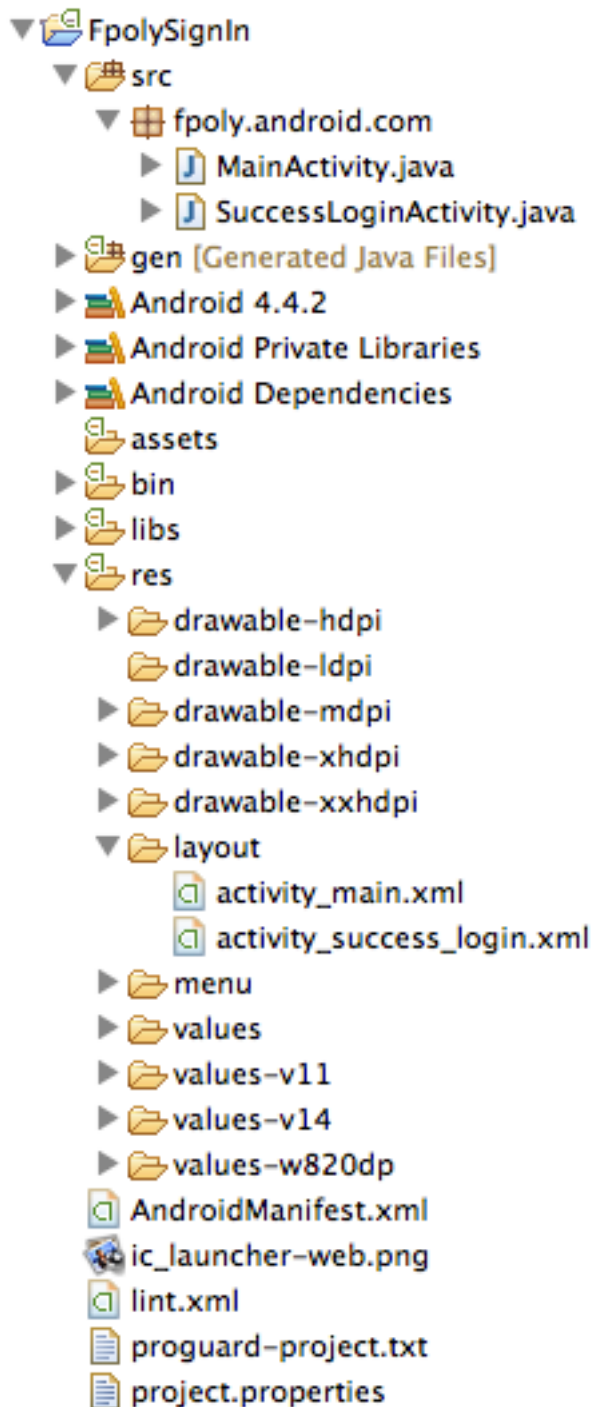 FpolySignIn
src
fpoly.android.com
MainActivity.java
SuccessLoginActivity.java
gen [Generated Java Files]
Android 4.4.2
Android Private Libraries
Android Dependencies
assets
bin
libs
res
drawable-hdpi
drawable-ldpi
drawable-mdpi
drawable-xhdpi
drawable-xxhdpi
layout
activity_main.xml
activity_success_login.xml
menu
values
values-v11
values-v14
values-w820dp
AndroidManifest.xml
ic_launcher-web.png
lint.xml
proguard-project.txt
project.properties